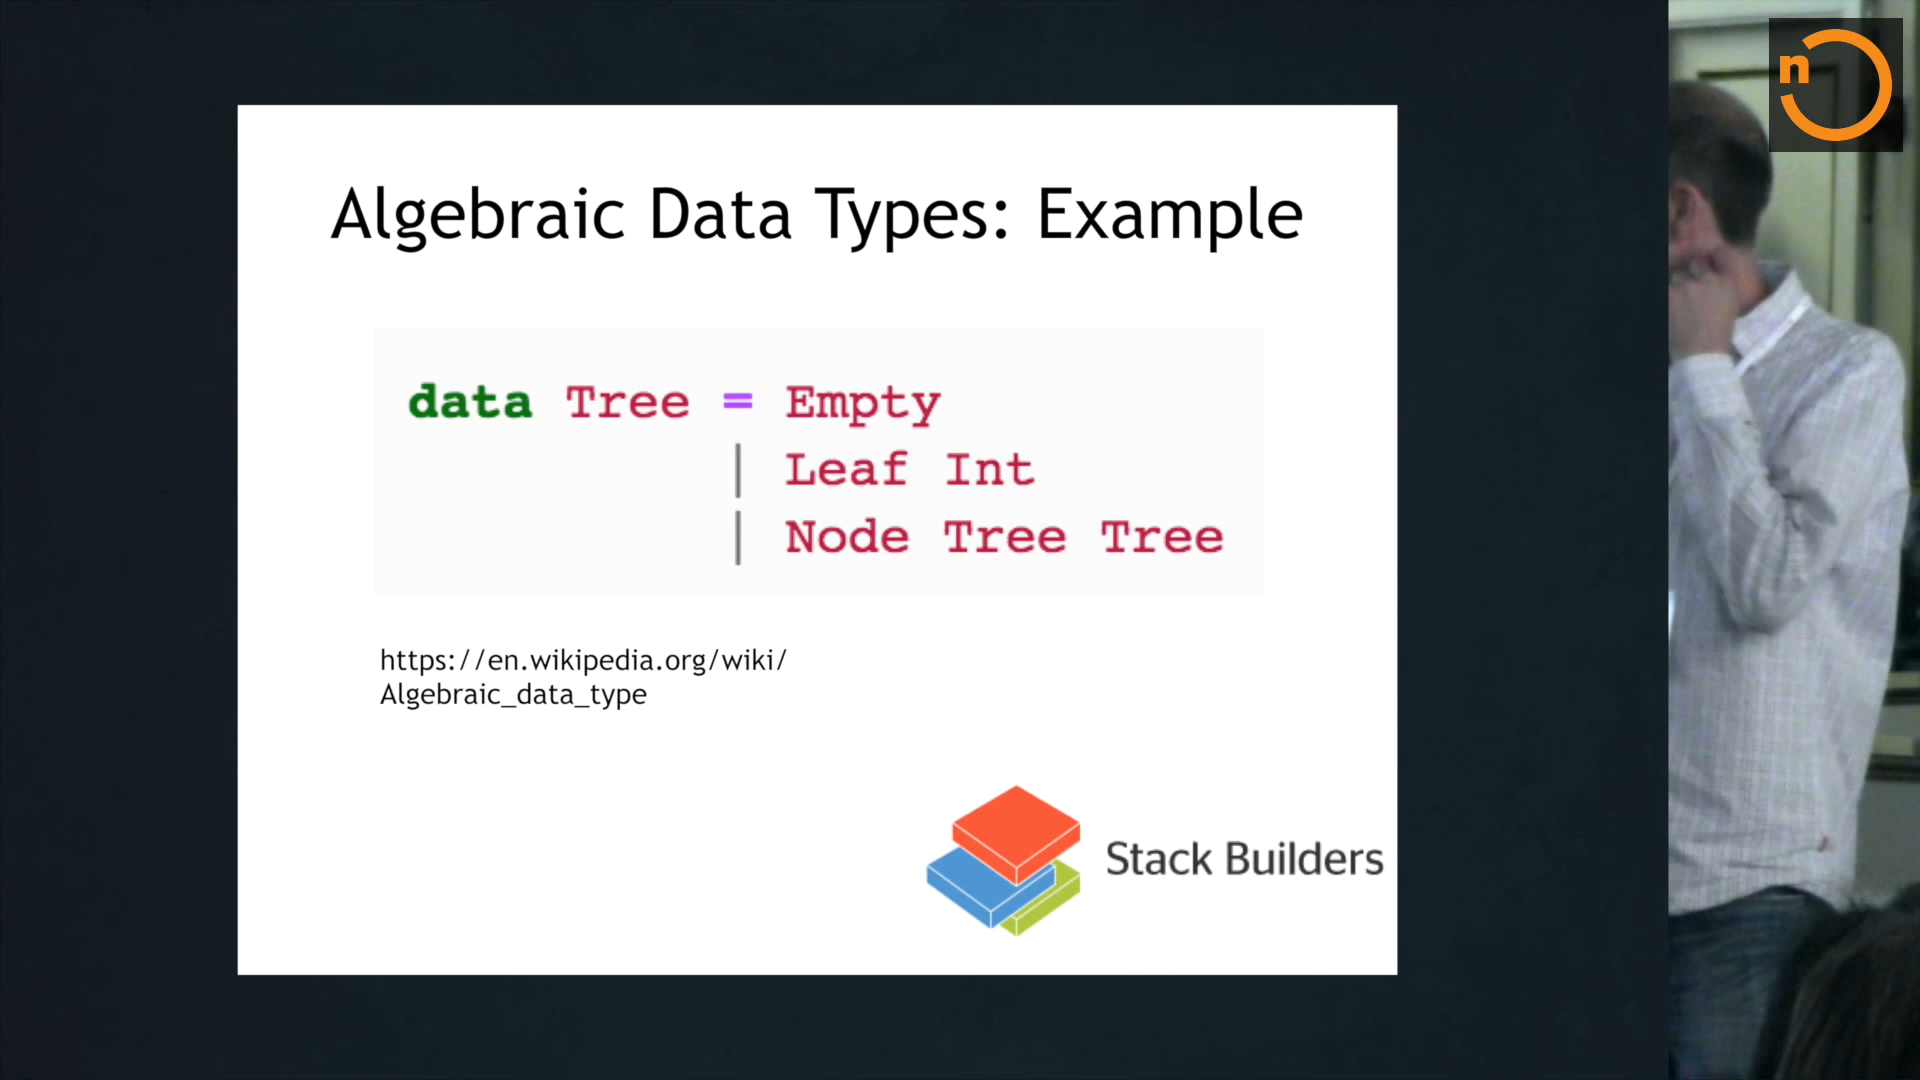 n
Algebraic Data Types: Example
data Tree = Empty
| Leaf Int
| Node Tree Tree
https://en.wikipedia.org/wiki/
Algebraic_data_type
Stack Builders